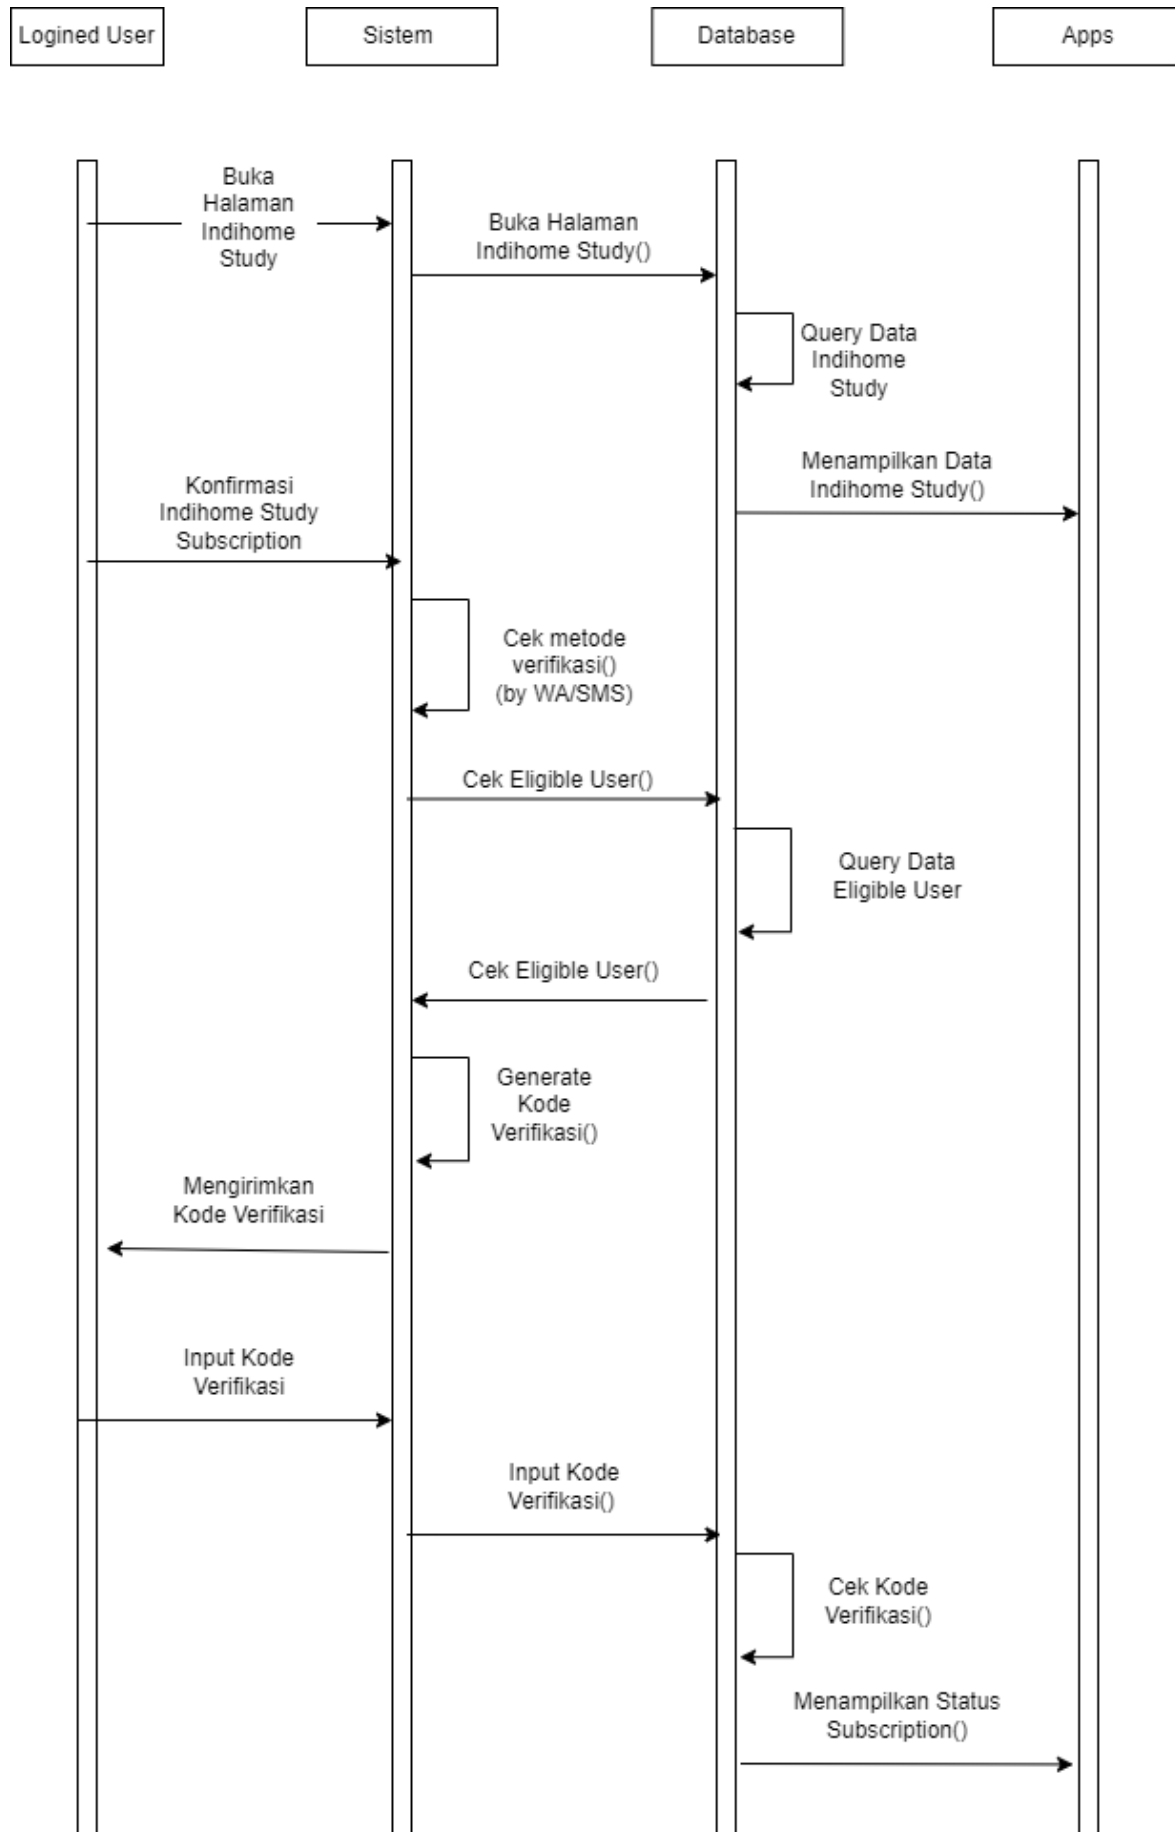 Logined User
Sistem
Database
Apps
Buka
Halaman
Indihome
Study
Buka Halaman
Indihome Study()
Query Data
Indihome
Study
Menampilkan Data
Indihome Study()
Konfirmasi
Indihome Study
Subscription
Cek metode
verifikasi()
(by WA/SMS)
Cek Eligible User()
Query Data
Eligible User
Cek Eligible User()
Generate
Kode
Verifikasi()
Mengirimkan
Kode Verifikasi
Input Kode
Verifikasi
Input Kode
Verifikasi()
Cek Kode
Verifikasi()
Menampilkan Status
Subscription()